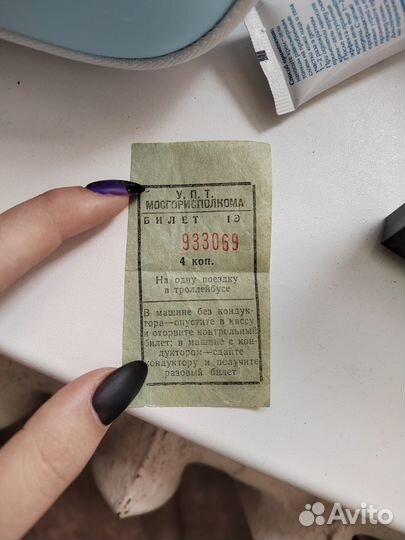 У. П. Т.
МОСГОРИСПОЛКОМА
БИЛЕТ 1Э
933069
4 коп.
На одну поездку
в троллейбусе
В машине без кондук-
тора—опустите в кассу
и оторвите контрольный
билет; в машине с кон-
дуктором—сдайте
кондуктору и получите
разовый билет
Avito